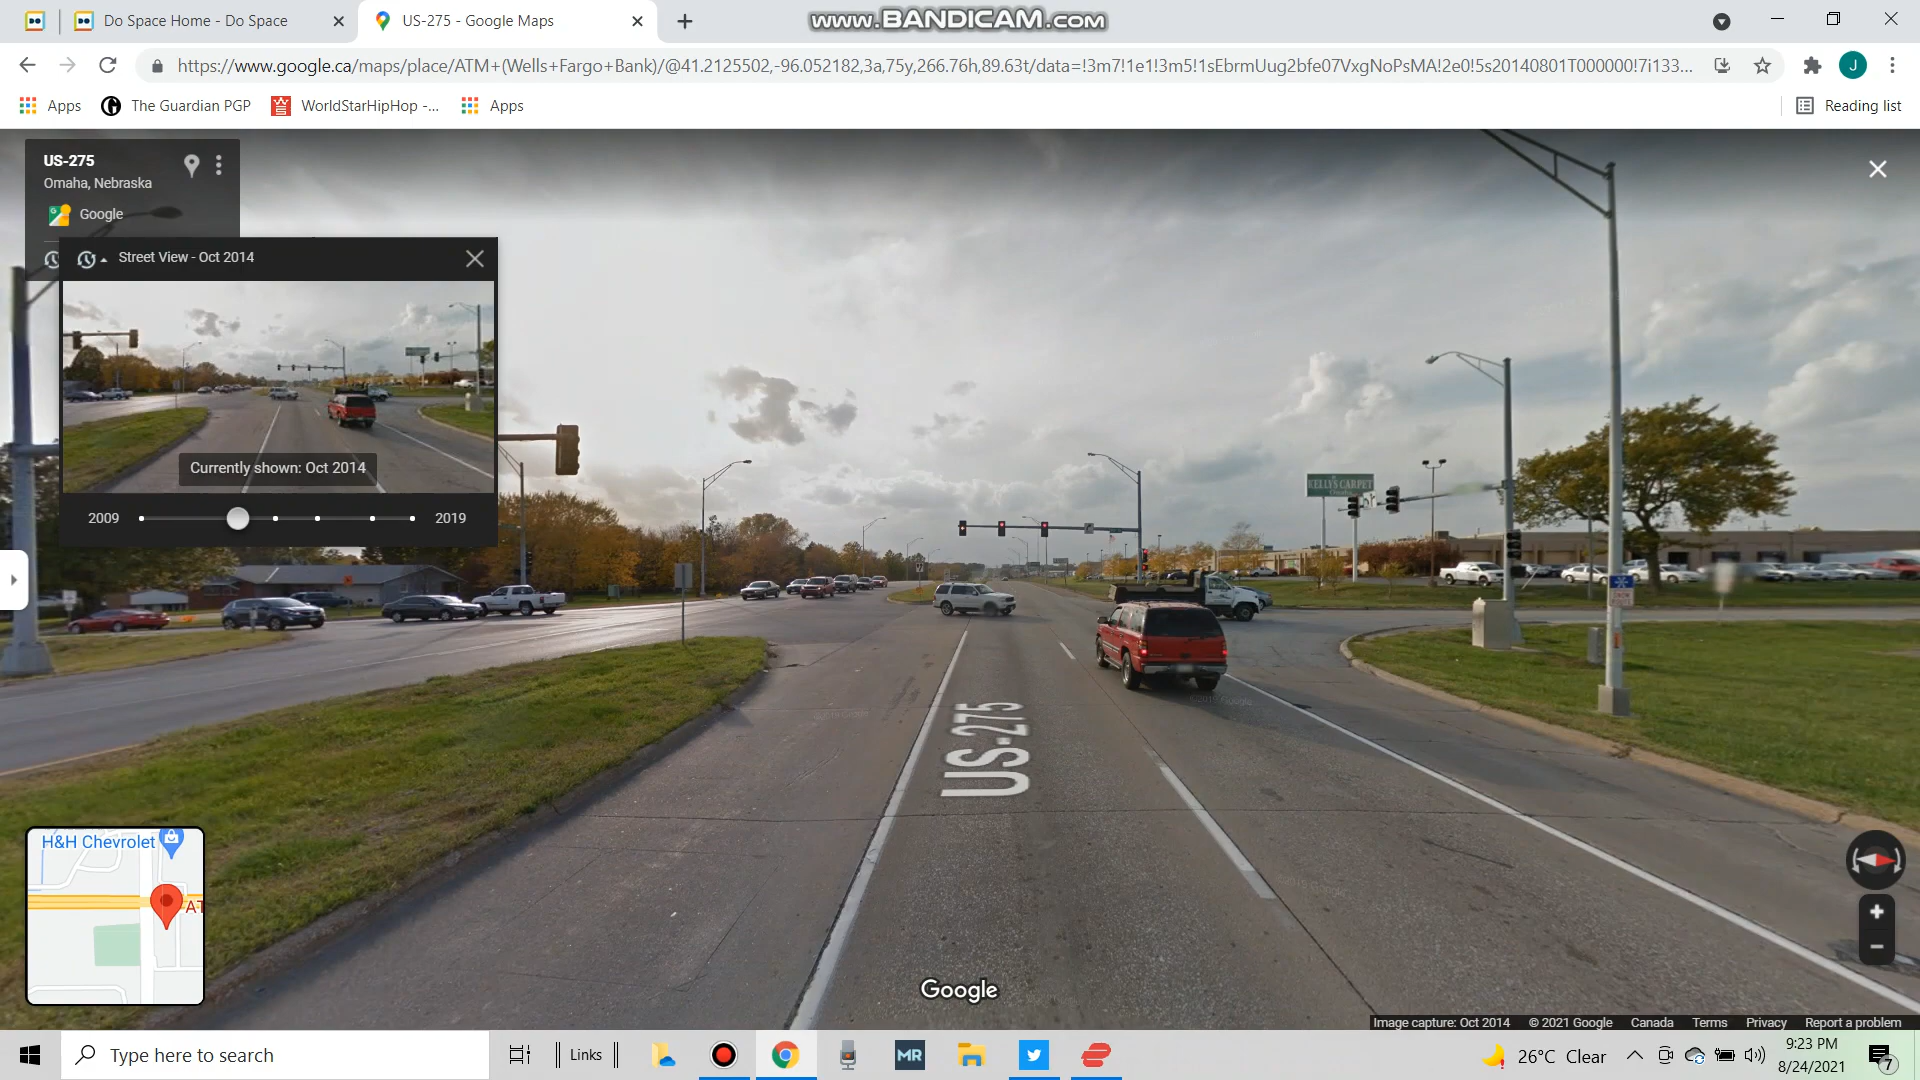 Do Space Home - Do Space
US-275 - Google Maps
www.BANDICAM.com
https://www.google.ca/maps/place/ATM+(Wells+Fargo+Bank)/@41.2125502,-96.052182,3a,75y,266.76h,89.63t/data=!3m7!1e1!3m5!1sEbrmUug2bfe07VxgNoPsMA!2e0!5s20140801T000000!7i133...
J
Apps
The Guardian PGP
WorldStarHipHop -...
Apps
Reading list
US-275
Omaha, Nebraska
Google
Street View - Oct 2014
Currently shown: Oct 2014
2009
2019
KELLY'S CARPET
US-275
H&H Chevrolet
AT
Google
Image capture: Oct 2014
© 2021 Google
Canada
Terms
Privacy
Report a problem
Type here to search
Links
MR
26°C Clear
9:23 PM
8/24/2021
7